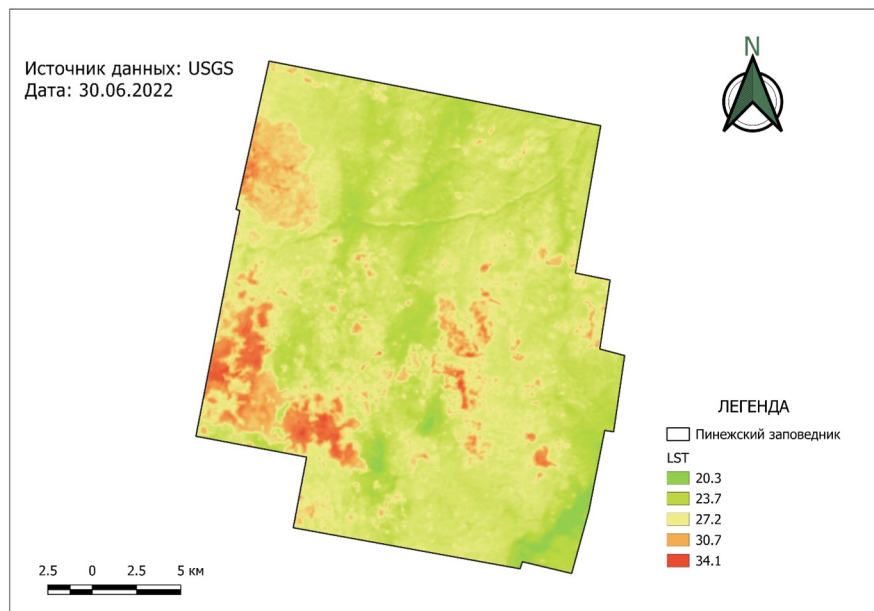 Источник данных: USGS
Дата: 30.06.2022
N
ЛЕГЕНДА
Пинежский заповедник
LST
20.3
23.7
27.2
30.7
34.1
2.5 0 2.5 5 км